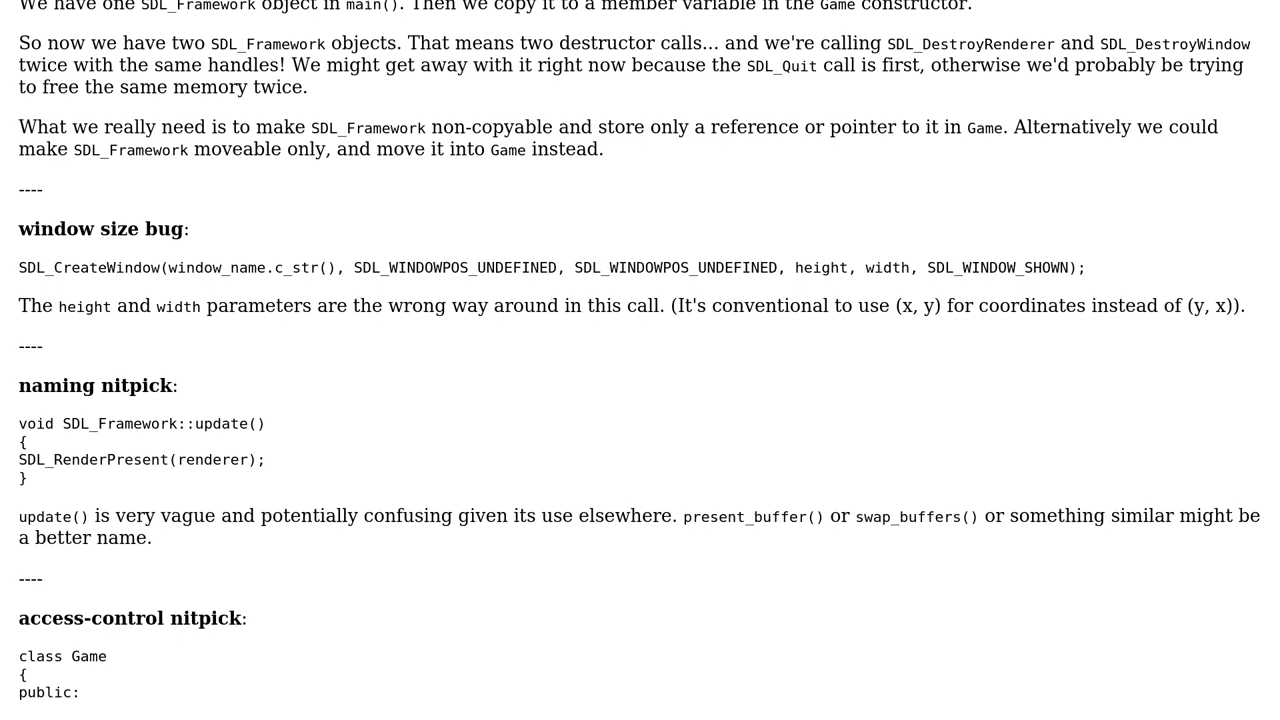 We have one SDL_Framework object in main(). Then we copy it to a member variable in the Game constructor.
So now we have two SDL_Framework objects. That means two destructor calls... and we're calling SDL_DestroyRenderer and SDL_DestroyWindow
twice with the same handles! We might get away with it right now because the SDL_Quit call is first, otherwise we'd probably be trying
to free the same memory twice.
What we really need is to make SDL_Framework non-copyable and store only a reference or pointer to it in Game. Alternatively we could
make SDL_Framework moveable only, and move it into Game instead.
----
window size bug:
SDL_CreateWindow(window_name.c_str(), SDL_WINDOWPOS_UNDEFINED, SDL_WINDOWPOS_UNDEFINED, height, width, SDL_WINDOW_SHOWN);
The height and width parameters are the wrong way around in this call. (It's conventional to use (x, y) for coordinates instead of (y, x)).
----
naming nitpick:
void SDL_Framework::update()
{
SDL_RenderPresent(renderer);
}
update() is very vague and potentially confusing given its use elsewhere. present_buffer() or swap_buffers() or something similar might be
a better name.
----
access-control nitpick:
class Game
{
public: